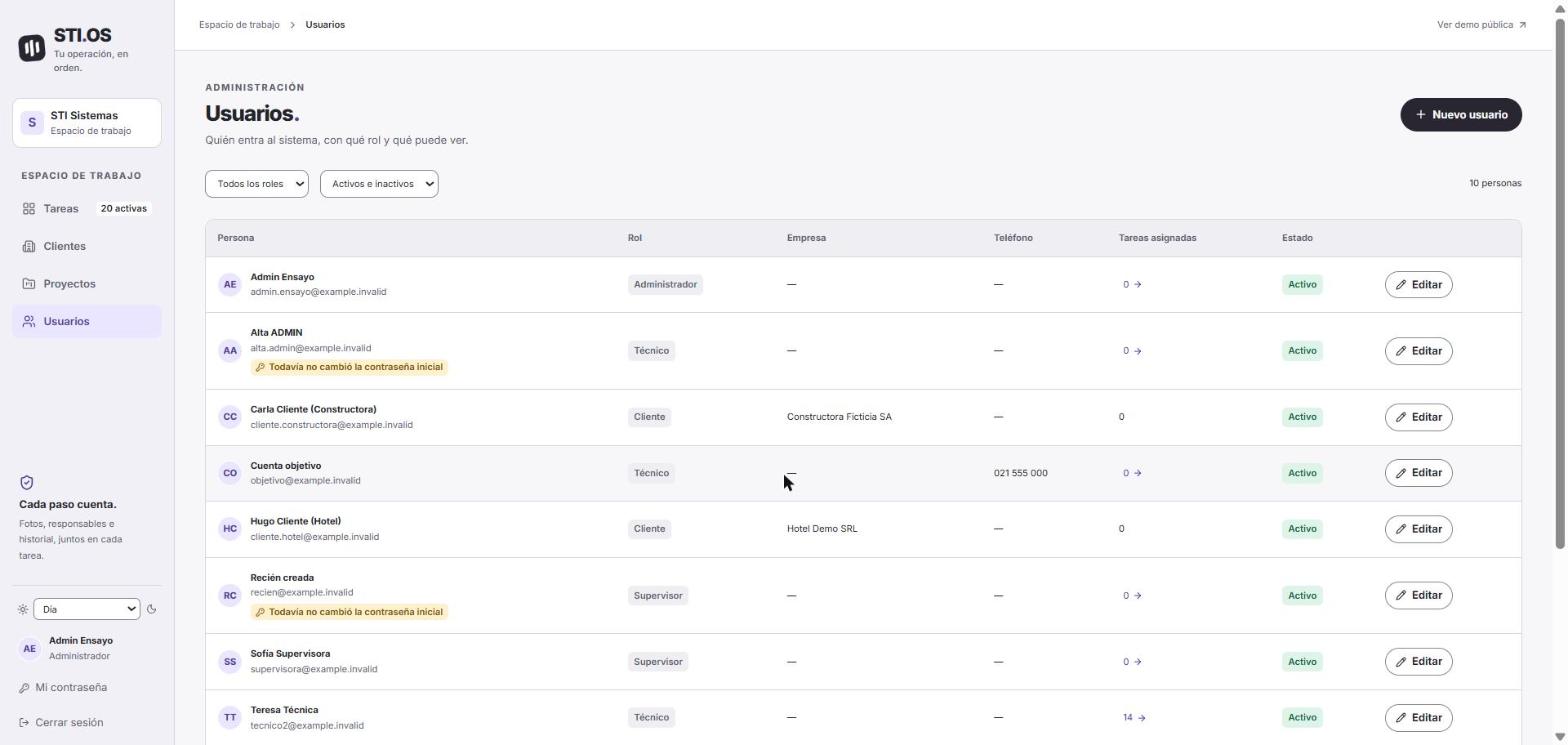 STI.OS
Tu operación, en
orden.
S
STI Sistemas
Espacio de trabajo
ESPACIO DE TRABAJO
Tareas 20 activas
Clientes
Proyectos
Usuarios
Cada paso cuenta.
Fotos, responsables e
historial, juntos en cada
tarea.
Día
AE
Admin Ensayo
Administrador
Mi contraseña
Cerrar sesión
Espacio de trabajo > Usuarios
Ver demo pública
ADMINISTRACIÓN
Usuarios.
Quién entra al sistema, con qué rol y qué puede ver.
+ Nuevo usuario
Todos los roles
Activos e inactivos
10 personas
Persona Rol Empresa Teléfono Tareas asignadas Estado
AE Admin Ensayo
admin.ensayo@example.invalid
Administrador — — 0 → Activo Editar
AA Alta ADMIN
alta.admin@example.invalid
Todavía no cambió la contraseña inicial
Técnico — — 0 → Activo Editar
CC Carla Cliente (Constructora)
cliente.constructora@example.invalid
Cliente Constructora Ficticia SA — 0 Activo Editar
CO Cuenta objetivo
objetivo@example.invalid
Técnico — 021 555 000 0 → Activo Editar
HC Hugo Cliente (Hotel)
cliente.hotel@example.invalid
Cliente Hotel Demo SRL — 0 Activo Editar
RC Recién creada
recien@example.invalid
Todavía no cambió la contraseña inicial
Supervisor — — 0 → Activo Editar
SS Sofía Supervisora
supervisora@example.invalid
Supervisor — — 0 → Activo Editar
TT Teresa Técnica
tecnico2@example.invalid
Técnico — — 14 → Activo Editar